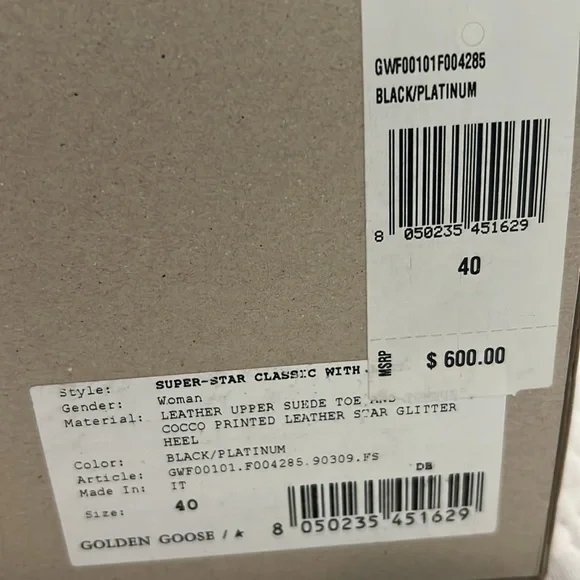 GWF00101F004285
BLACK/PLATINUM
8 050235 451629
40
MSRP $ 600.00
Style: SUPER-STAR CLASSIC WITH
Gender: Woman
Material: LEATHER UPPER SUEDE TOE AND
COCCO PRINTED LEATHER STAR GLITTER
HEEL
Color: BLACK/PLATINUM
Article: GWF00101.F004285.90309.FS
Made In: IT
DB
Size: 40
GOLDEN GOOSE / ★
8 050235 451629